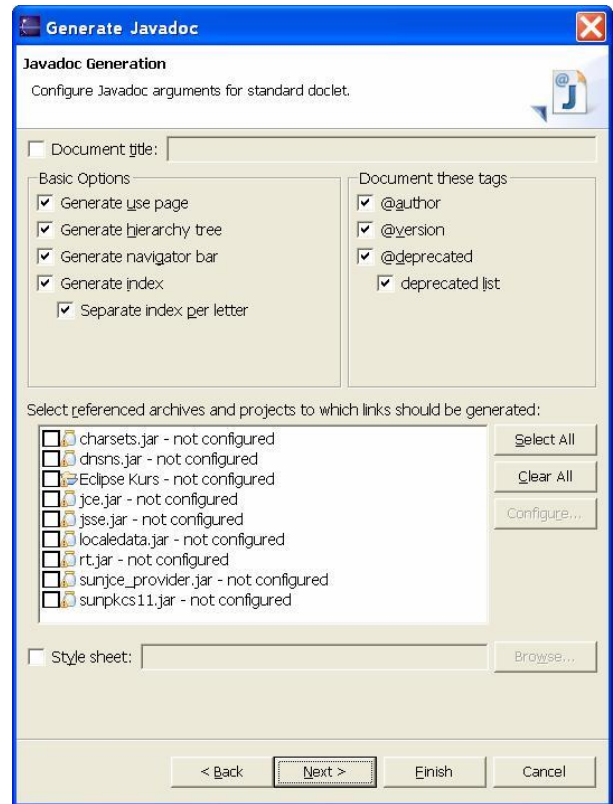 Generate Javadoc
Javadoc Generation
Configure Javadoc arguments for standard doclet.
Document title:
Basic Options
Generate use page
Generate hierarchy tree
Generate navigator bar
Generate index
Separate index per letter
Document these tags
@author
@version
@deprecated
deprecated list
Select referenced archives and projects to which links should be generated:
charsets.jar - not configured
dnsns.jar - not configured
Eclipse Kurs - not configured
jce.jar - not configured
jsse.jar - not configured
localedata.jar - not configured
rt.jar - not configured
sunjce_provider.jar - not configured
sunpkcs11.jar - not configured
Select All
Clear All
Configure...
Style sheet:
Browse...
< Back
Next >
Finish
Cancel